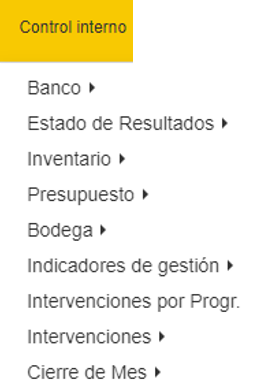 Control interno
Banco
Estado de Resultados
Inventario
Presupuesto
Bodega
Indicadores de gestión
Intervenciones por Progr.
Intervenciones
Cierre de Mes